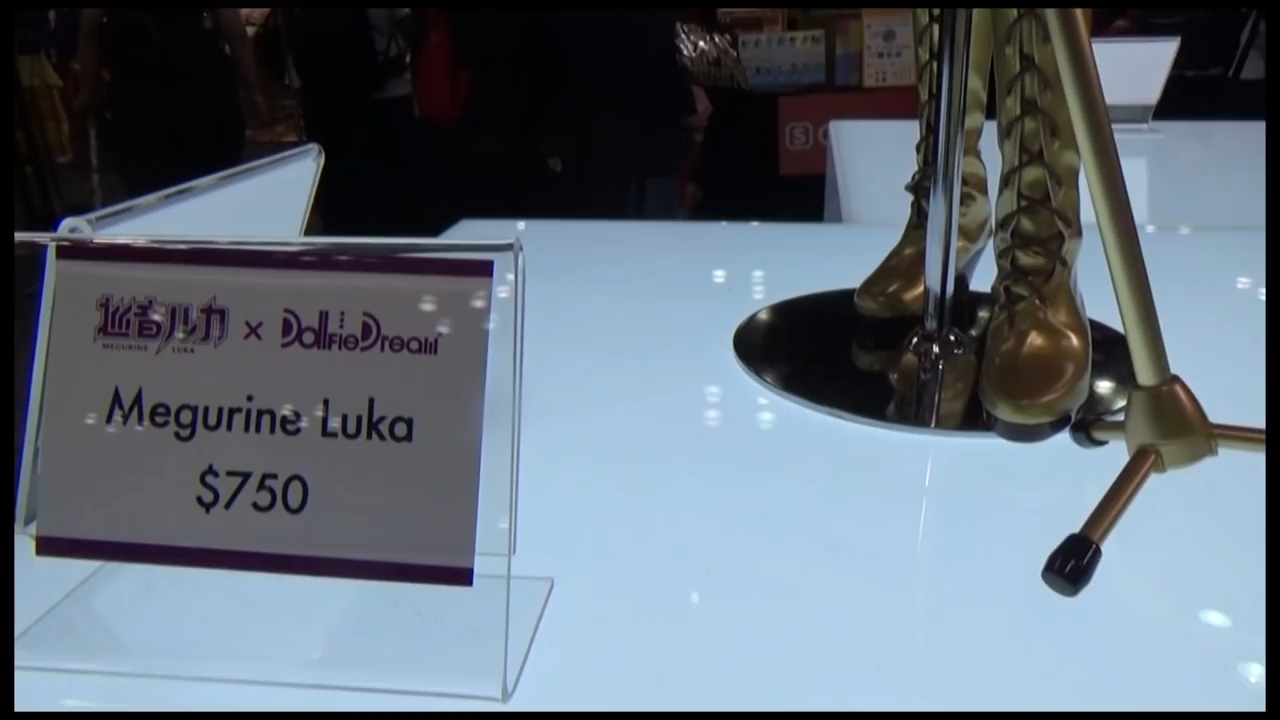 巡音ルカ × DollfieDream
MEGURINE LUKA
Megurine Luka
$750
S